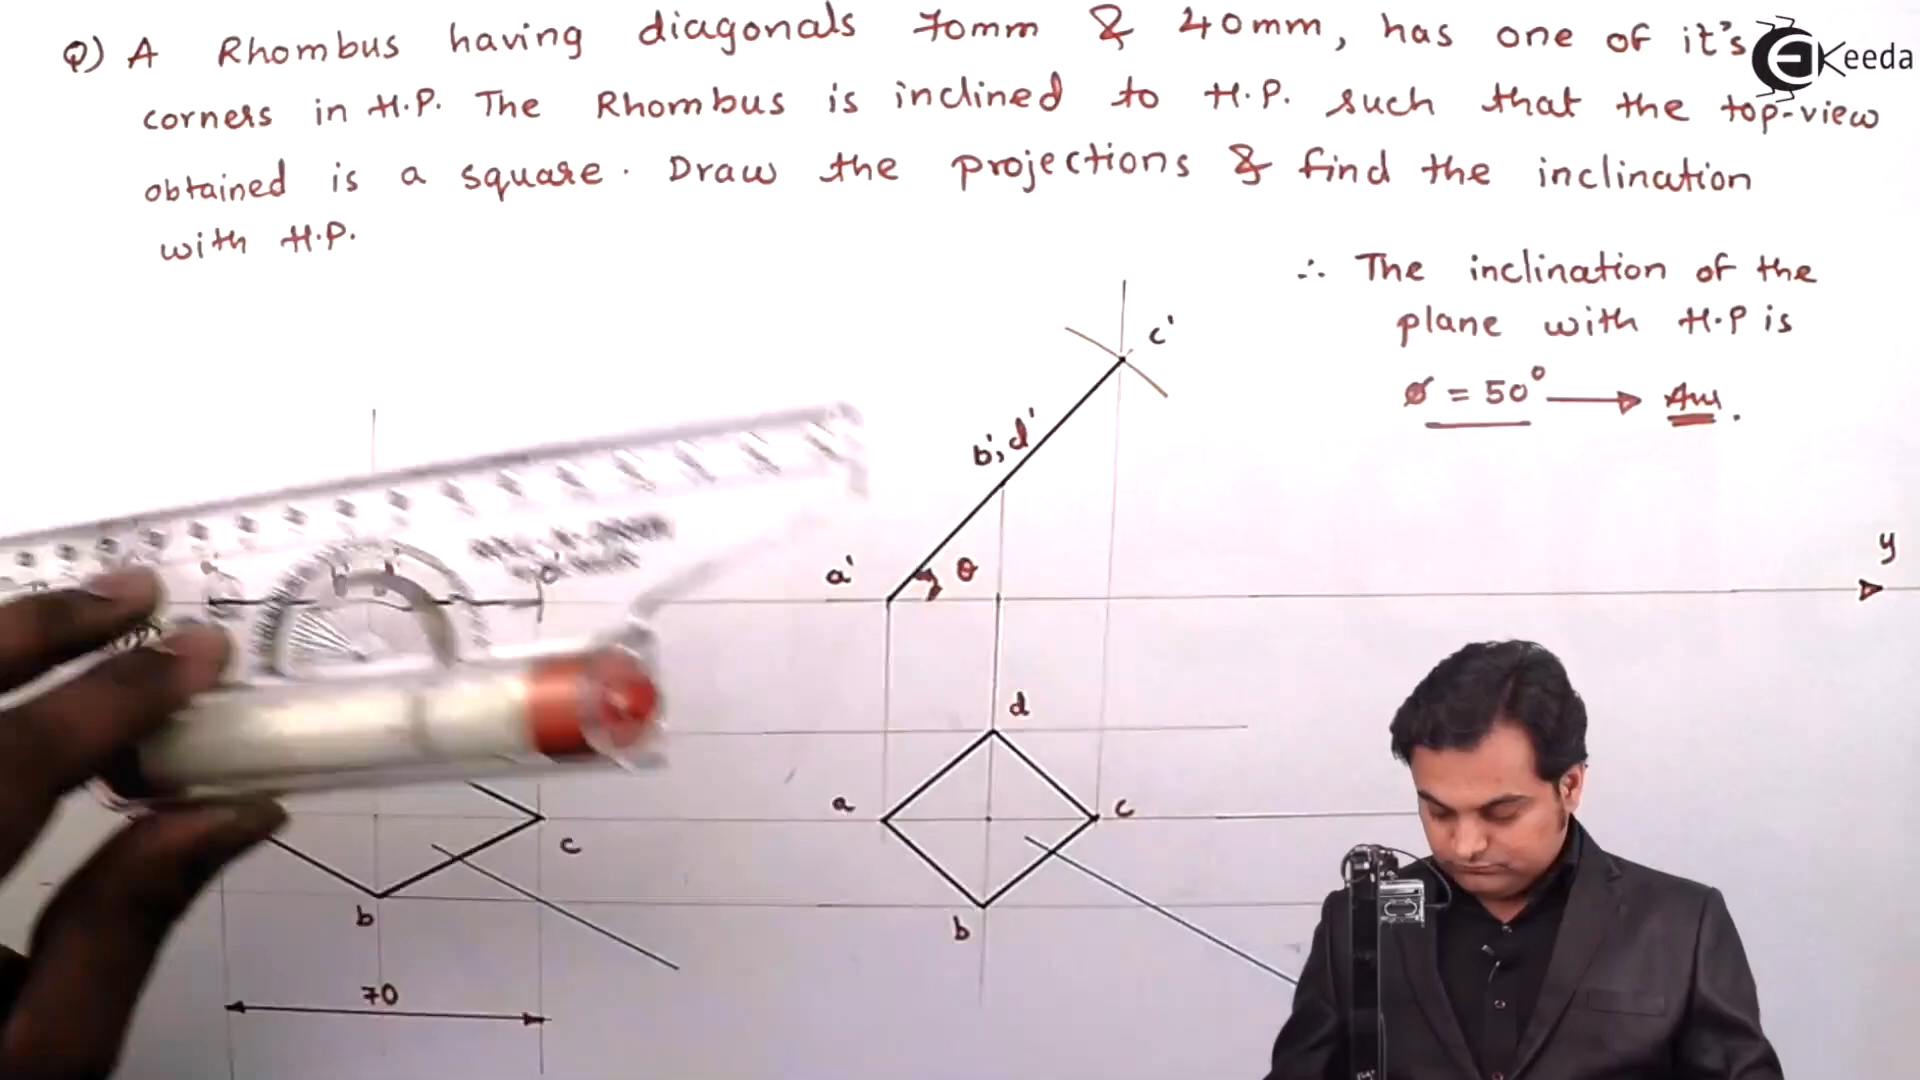 Q) A Rhombus having diagonals 70mm & 40mm, has one of it's
corners in H.P. The Rhombus is inclined to H.P. such that the top-view
obtained is a square. Draw the projections & find the inclination
with H.P.
Keeda
∴ The inclination of the
plane with H.P is
ø = 50° → Ans.
c'
b', d'
a'
θ
y
d
a
c
b
c
b
70